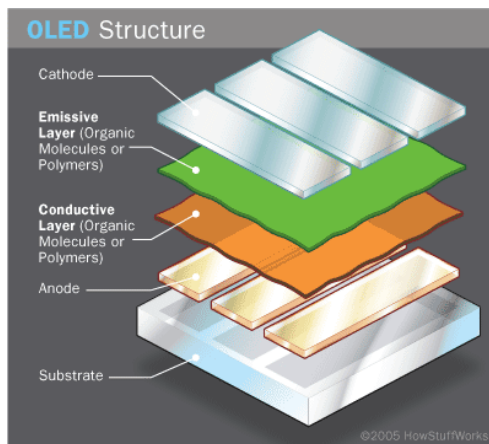 OLED Structure
Cathode
Emissive
Layer (Organic
Molecules or
Polymers)
Conductive
Layer (Organic
Molecules or
Polymers)
Anode
Substrate
©2005 HowStuffWorks